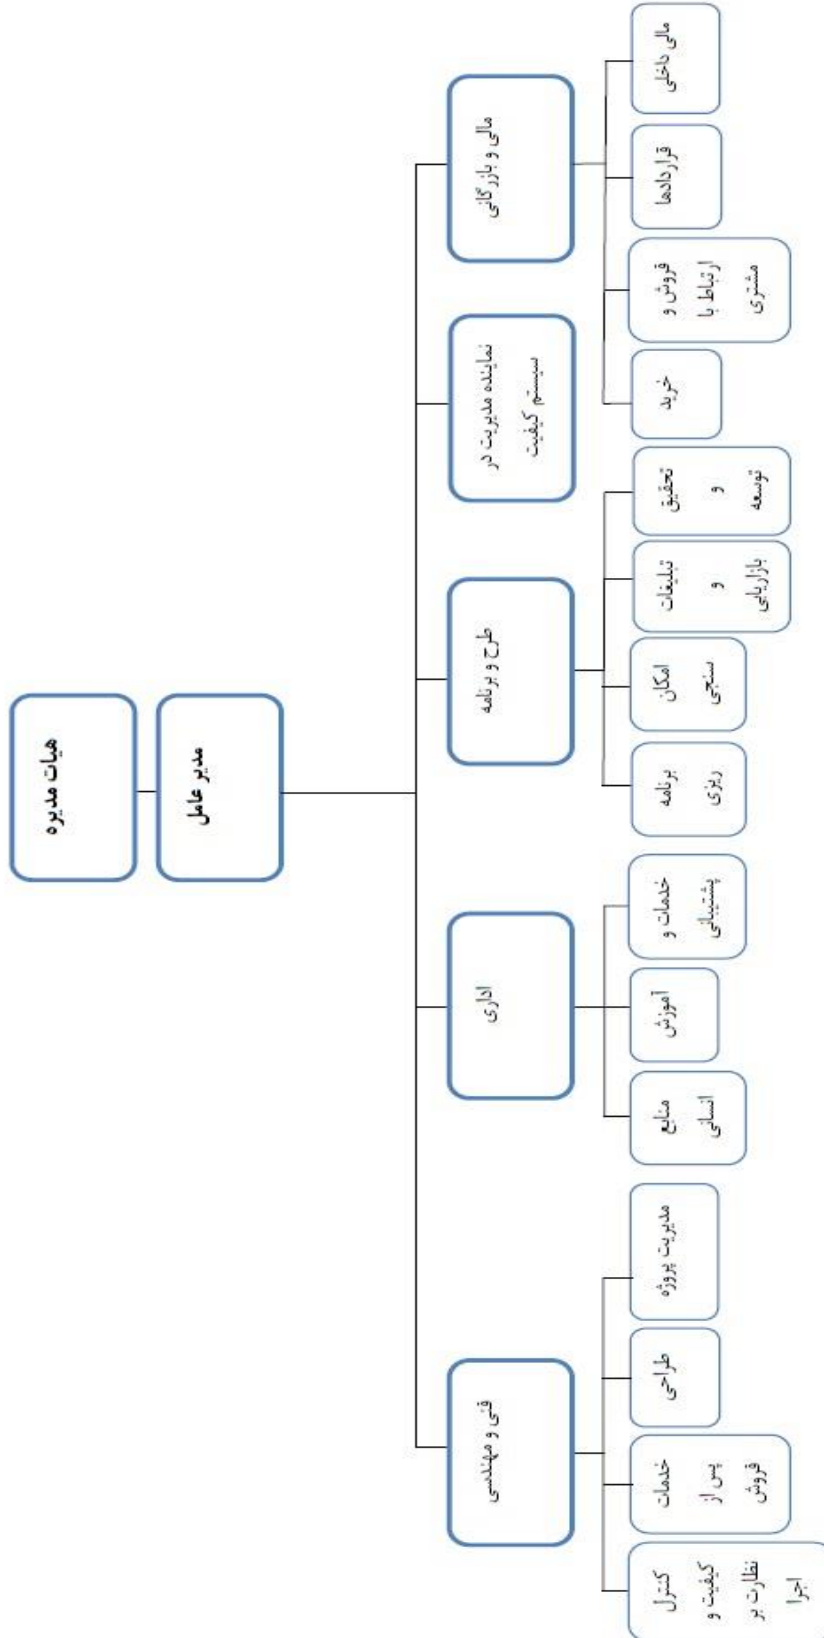 هیات مدیره
مدیر عامل
مالی و بازرگانی
نماینده مدیریت در
سیستم کیفیت
طرح و برنامه
اداری
فنی و مهندسی
مالی داخلی
قراردادها
فروش و
ارتباط با
مشتری
خرید
تحقیق
و
توسعه
تبلیغات
و
بازاریابی
امکان
سنجی
برنامه
ریزی
خدمات و
پشتیبانی
آموزش
منابع
انسانی
مدیریت پروژه
طراحی
خدمات
پس از
فروش
کنترل
کیفیت و
نظارت بر
اجرا